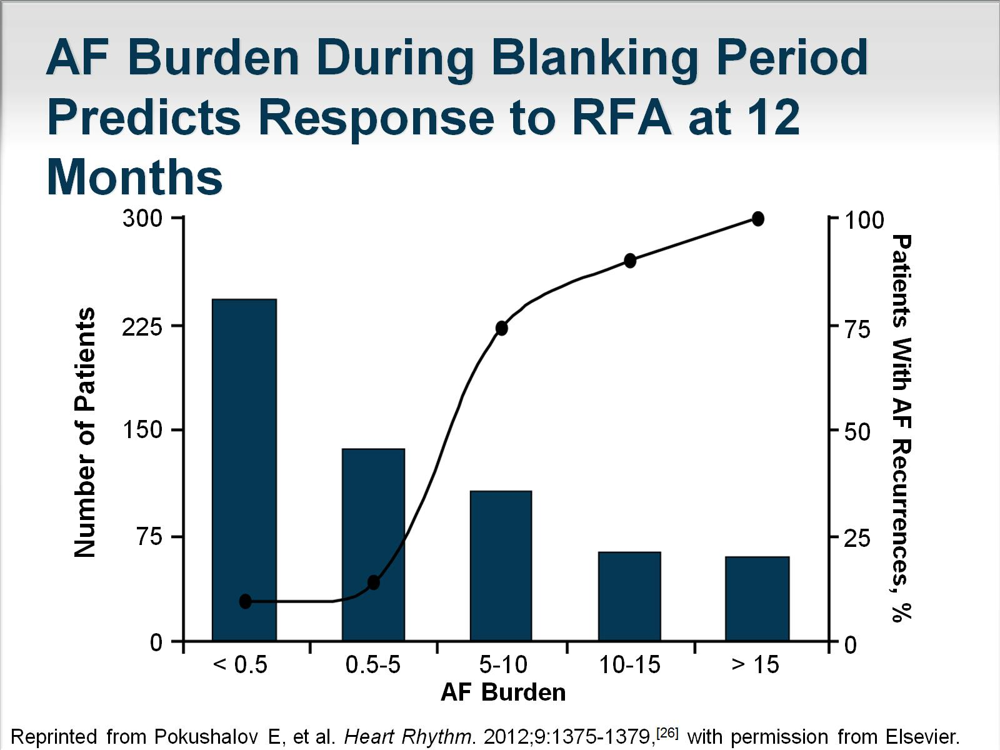 AF Burden During Blanking Period
Predicts Response to RFA at 12
Months
300
225
150
75
0
Number of Patients
100
75
50
25
0
Patients With AF Recurrences, %
< 0.5
0.5-5
5-10
10-15
> 15
AF Burden
Reprinted from Pokushalov E, et al. Heart Rhythm. 2012;9:1375-1379,[26] with permission from Elsevier.